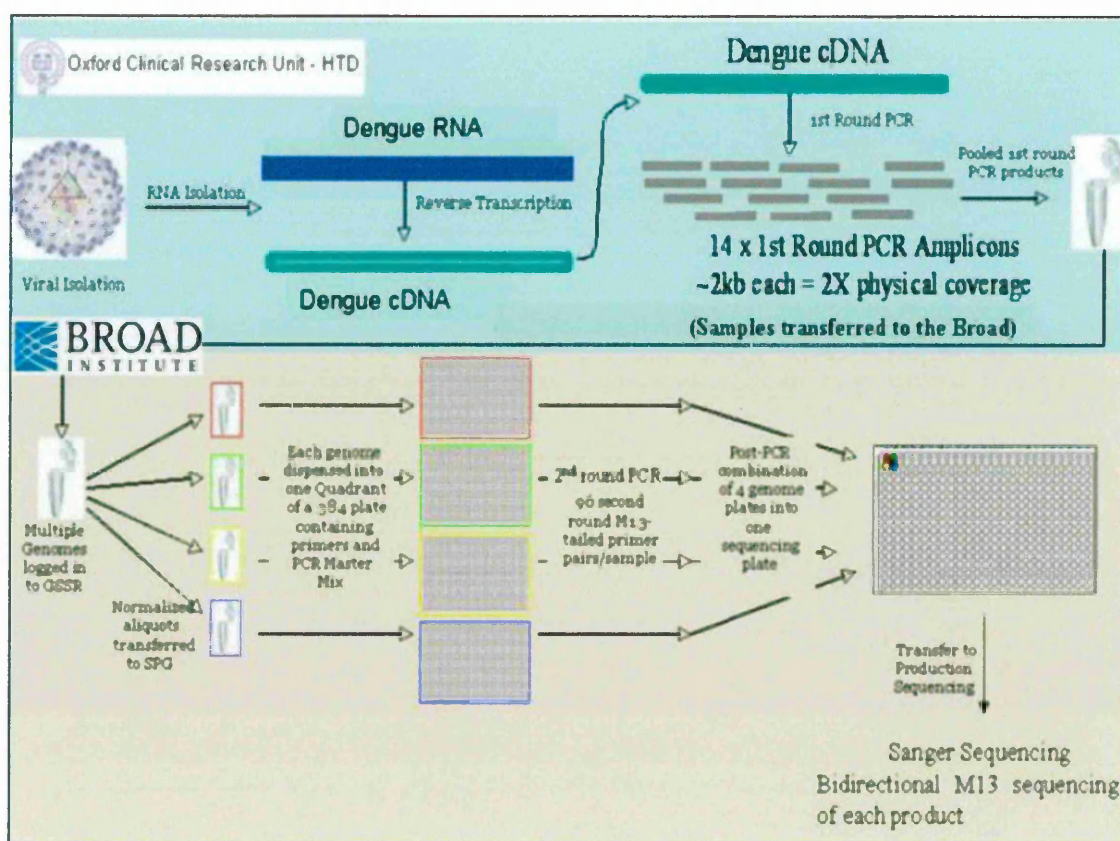 Oxford Clinical Research Unit - HTD
Dengue cDNA
1st Round PCR
Dengue RNA
RNA Isolation
Reverse Transcription
Pooled 1st round
PCR products
Viral Isolation
Dengue cDNA
14 x 1st Round PCR Amplicons
~2kb each = 2X physical coverage
(Samples transferred to the Broad)
BROAD
INSTITUTE
Multiple
Genomes
logged in
to GSSR
Normalized
aliquots
transferred
to SPG
Each genome
dispensed into
one Quadrant
of a 384 plate
containing
primers and
PCR Master
Mix
2nd round PCR
96 second
round M13-
tailed primer
pairs/sample
Post-PCR
combination
of 4 genome
plates into
one
sequencing
plate
Transfer to
Production
Sequencing
Sanger Sequencing
Bidirectional M13 sequencing
of each product